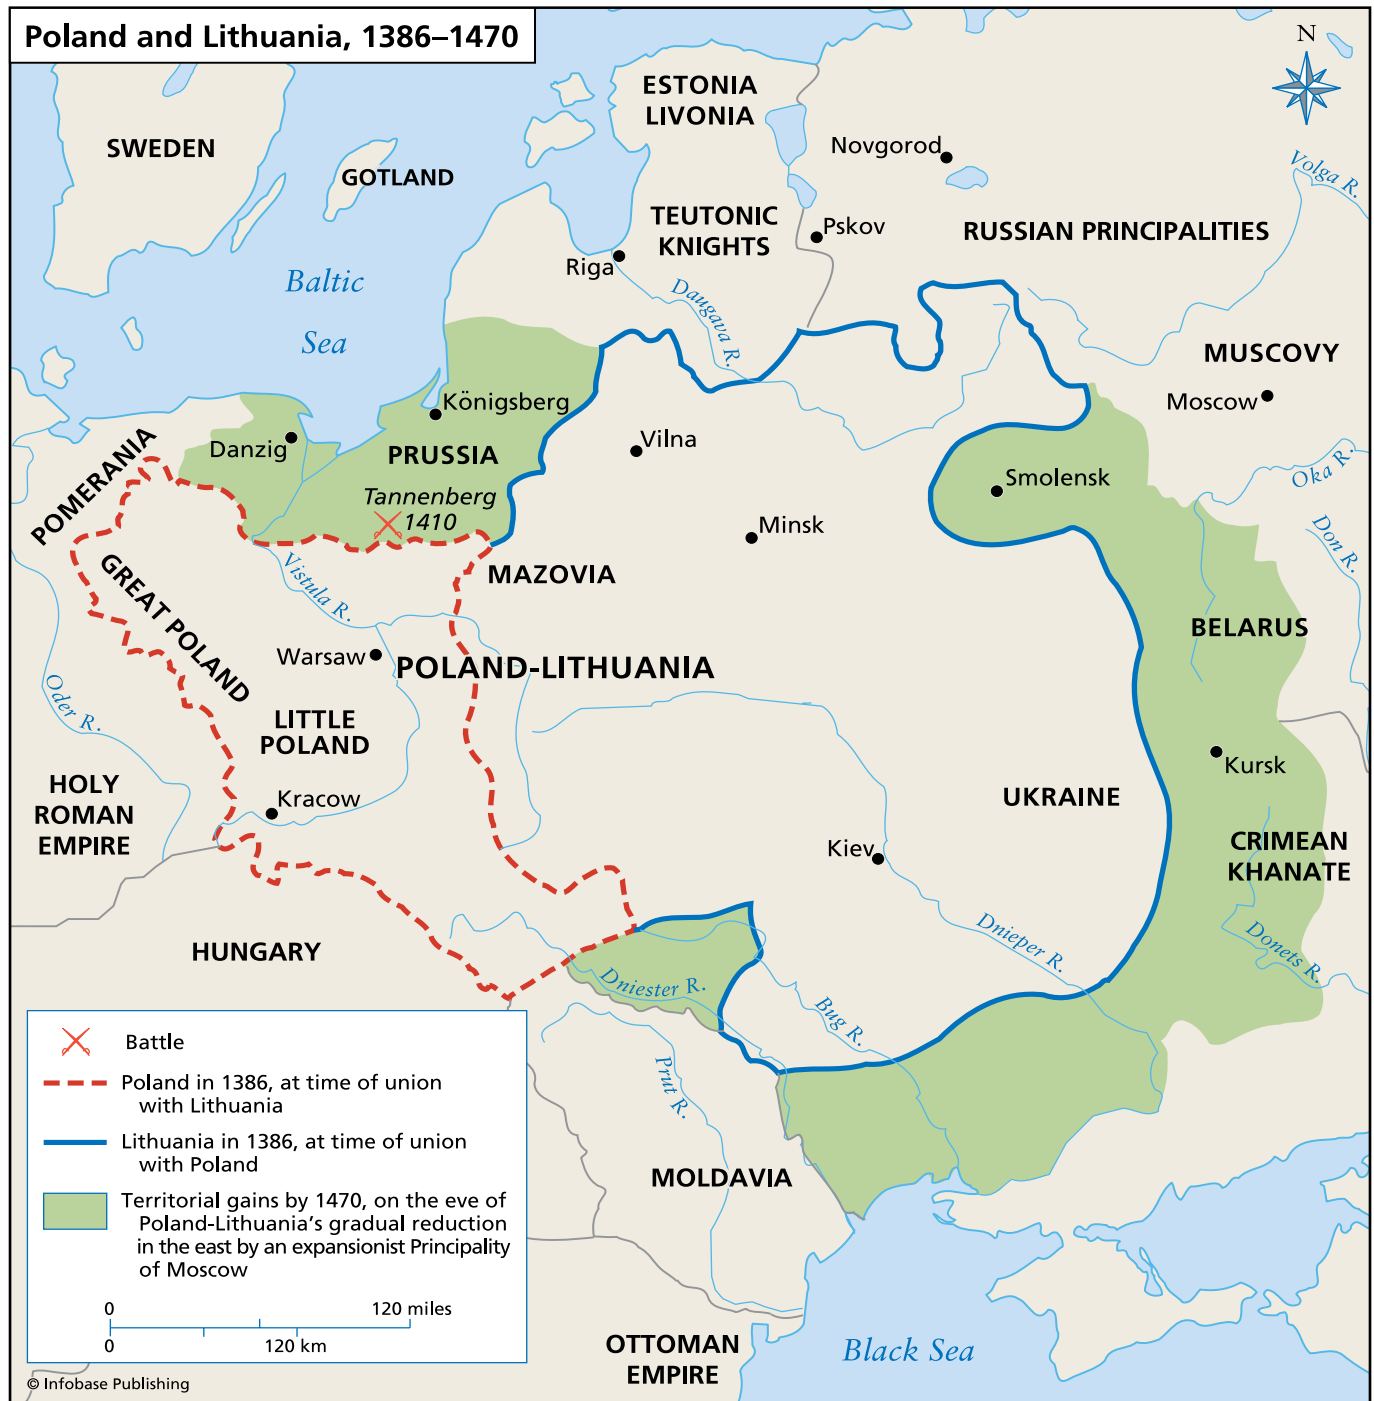 Poland and Lithuania, 1386–1470
N
ESTONIA
LIVONIA
SWEDEN
Novgorod
Volga R.
GOTLAND
TEUTONIC
KNIGHTS
Pskov
RUSSIAN PRINCIPALITIES
Riga
Baltic
Sea
Daugava R.
MUSCOVY
Moscow
Königsberg
Danzig
PRUSSIA
Vilna
POMERANIA
Tannenberg
1410
Smolensk
Oka R.
Minsk
Don R.
Vistula R.
MAZOVIA
GREAT POLAND
BELARUS
Warsaw
POLAND-LITHUANIA
Oder R.
LITTLE
POLAND
HOLY
ROMAN
EMPIRE
Kracow
Kursk
UKRAINE
CRIMEAN
KHANATE
Kiev
HUNGARY
Dnieper R.
Donets R.
Dniester R.
Bug R.
Prut R.
MOLDAVIA
OTTOMAN
EMPIRE
Black Sea
Battle
Poland in 1386, at time of union
with Lithuania
Lithuania in 1386, at time of union
with Poland
Territorial gains by 1470, on the eve of
Poland-Lithuania's gradual reduction
in the east by an expansionist Principality
of Moscow
0 120 miles
0 120 km
© Infobase Publishing